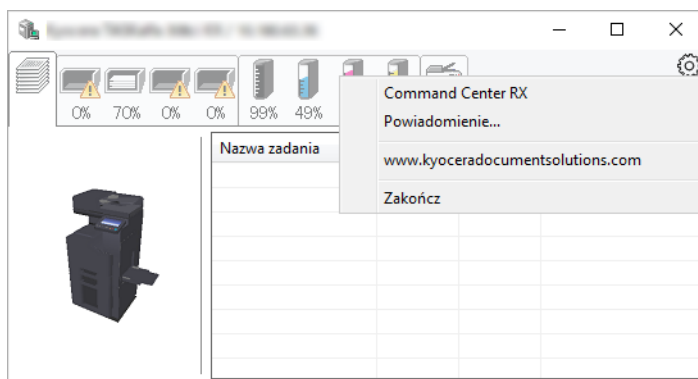 0%
70%
0%
0%
99%
49%
Command Center RX
Powiadomienie...
www.kyoceradocumentsolutions.com
Zakończ
Nazwa zadania